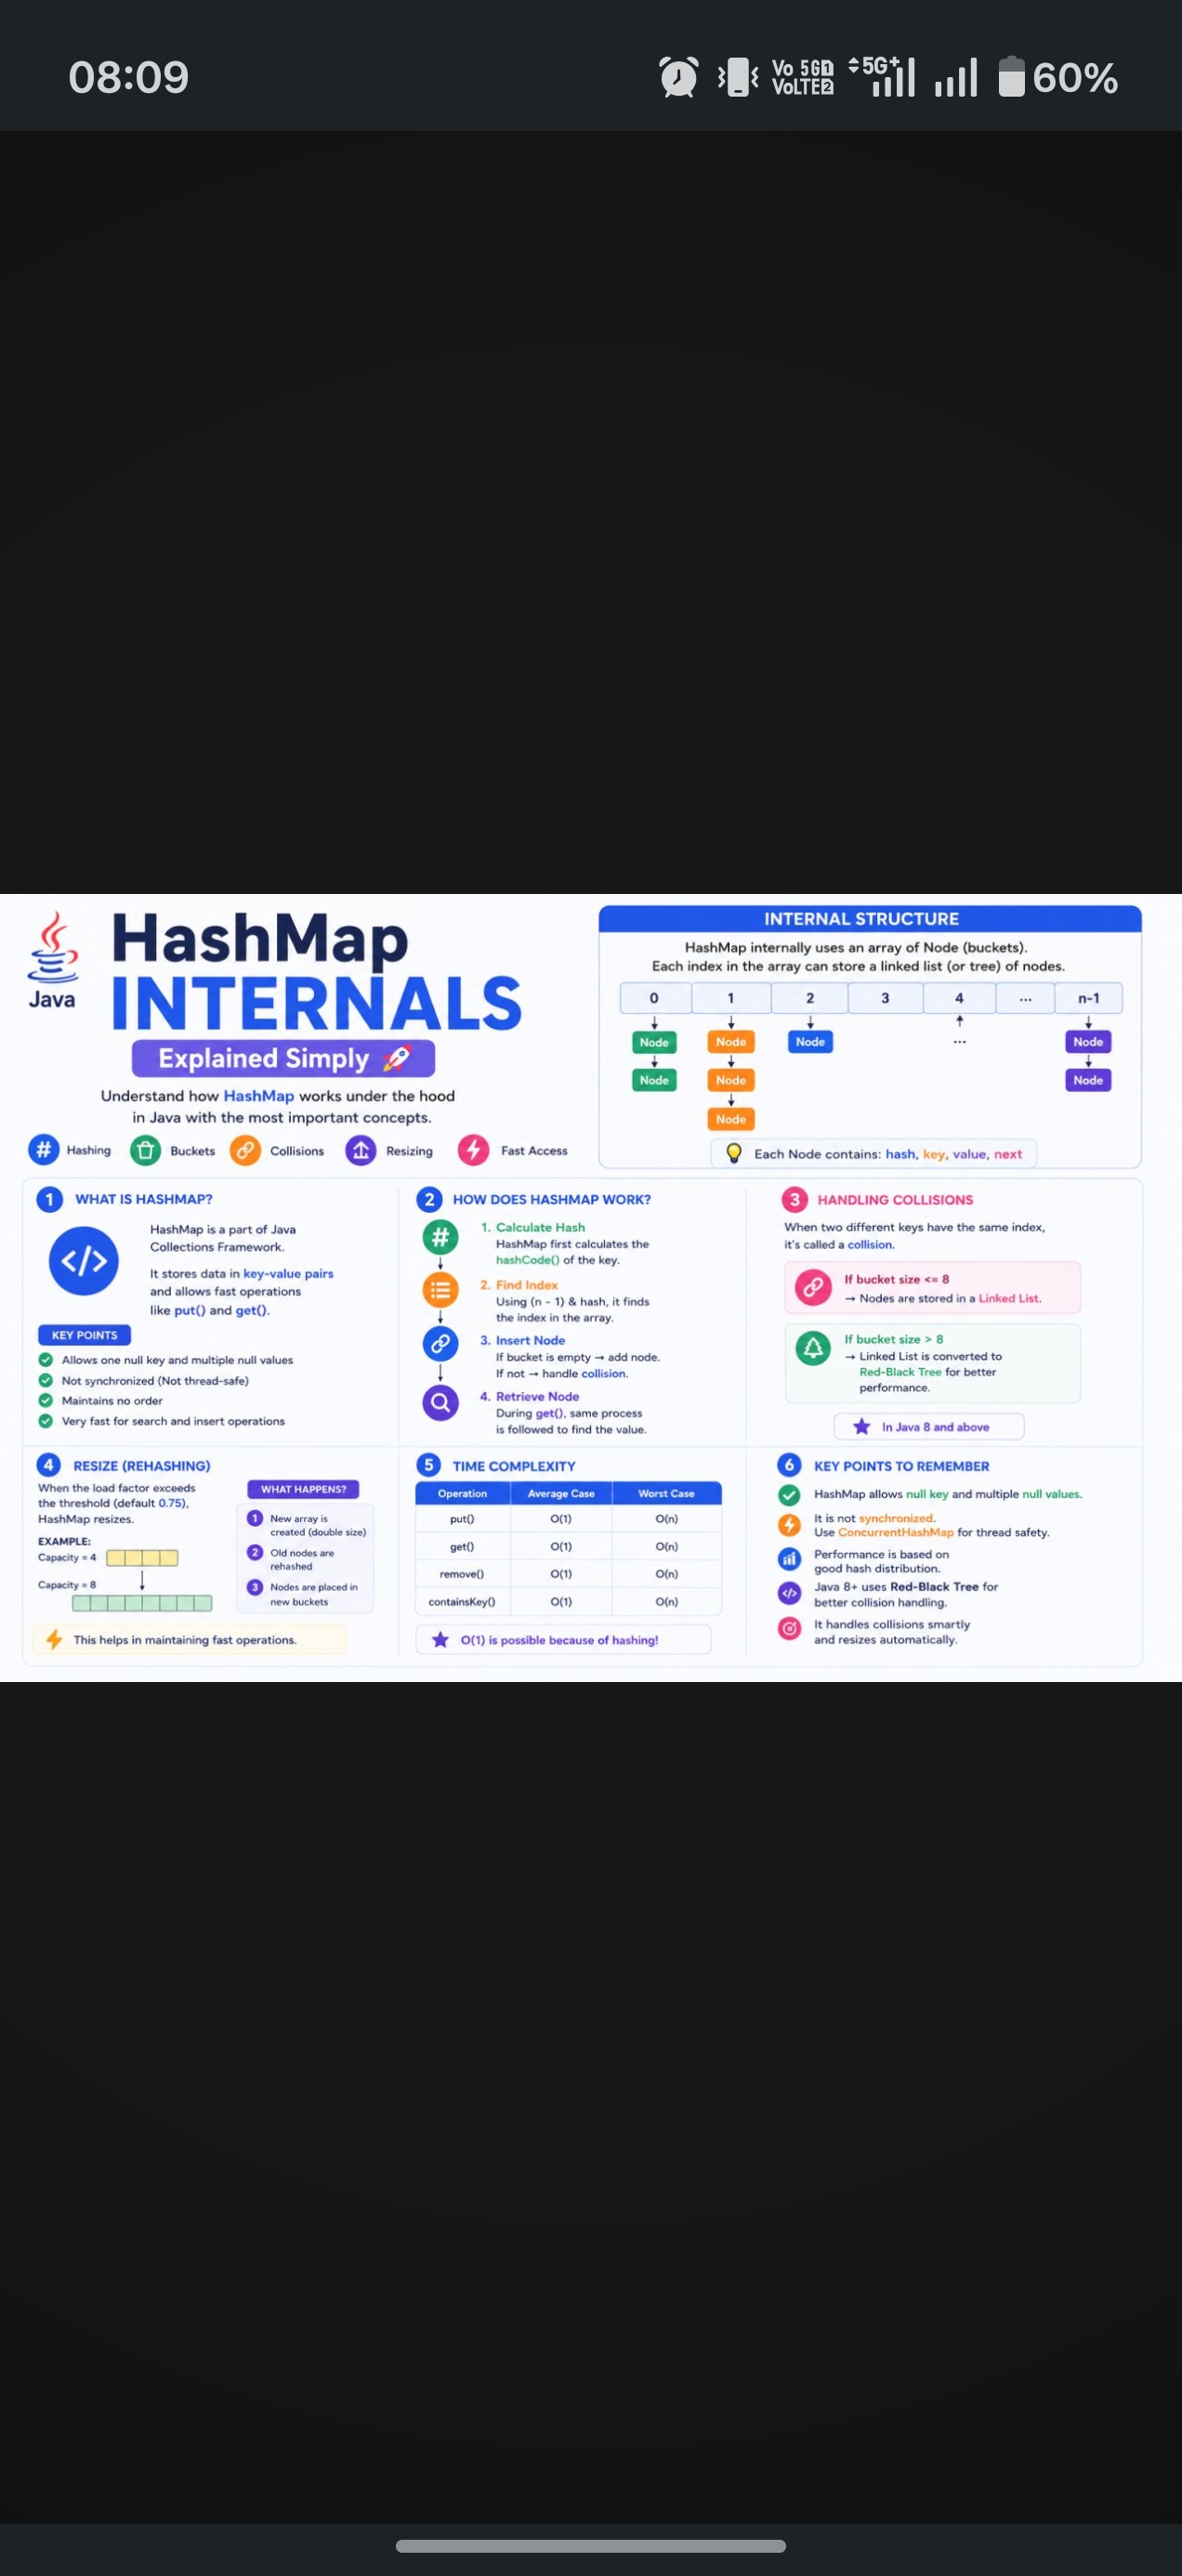 08:09
Vo 5G1
VoLTE2
5G+
60%
Java
HashMap
INTERNALS
Explained Simply
Understand how HashMap works under the hood
in Java with the most important concepts.
# Hashing
Buckets
Collisions
Resizing
Fast Access
INTERNAL STRUCTURE
HashMap internally uses an array of Node (buckets).
Each index in the array can store a linked list (or tree) of nodes.
0 1 2 3 4 ... n-1
Node Node Node ... Node
Node Node Node
Node
Each Node contains: hash, key, value, next
1 WHAT IS HASHMAP?
</>
HashMap is a part of Java
Collections Framework.
It stores data in key-value pairs
and allows fast operations
like put() and get().
KEY POINTS
Allows one null key and multiple null values
Not synchronized (Not thread-safe)
Maintains no order
Very fast for search and insert operations
2 HOW DOES HASHMAP WORK?
#
1. Calculate Hash
HashMap first calculates the
hashCode() of the key.
2. Find Index
Using (n - 1) & hash, it finds
the index in the array.
3. Insert Node
If bucket is empty → add node.
If not → handle collision.
4. Retrieve Node
During get(), same process
is followed to find the value.
3 HANDLING COLLISIONS
When two different keys have the same index,
it's called a collision.
If bucket size <= 8
→ Nodes are stored in a Linked List.
If bucket size > 8
→ Linked List is converted to
Red-Black Tree for better
performance.
In Java 8 and above
4 RESIZE (REHASHING)
When the load factor exceeds
the threshold (default 0.75),
HashMap resizes.
EXAMPLE:
Capacity = 4
Capacity = 8
WHAT HAPPENS?
1 New array is
created (double size)
2 Old nodes are
rehashed
3 Nodes are placed in
new buckets
This helps in maintaining fast operations.
5 TIME COMPLEXITY
Operation Average Case Worst Case
put() O(1) O(n)
get() O(1) O(n)
remove() O(1) O(n)
containsKey() O(1) O(n)
O(1) is possible because of hashing!
6 KEY POINTS TO REMEMBER
HashMap allows null key and multiple null values.
It is not synchronized.
Use ConcurrentHashMap for thread safety.
Performance is based on
good hash distribution.
</>
Java 8+ uses Red-Black Tree for
better collision handling.
It handles collisions smartly
and resizes automatically.